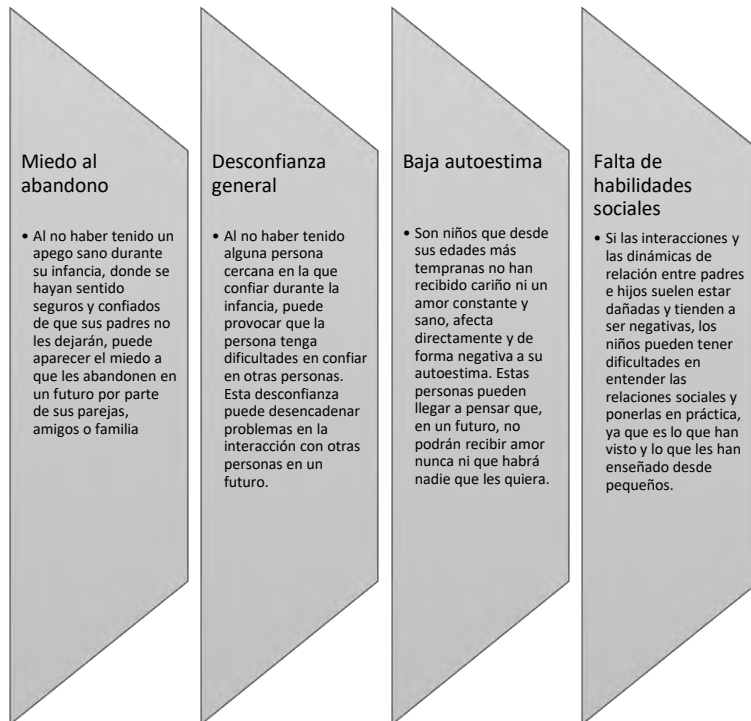 Miedo al
abandono
• Al no haber tenido un
apego sano durante
su infancia, donde se
hayan sentido
seguros y confiados
de que sus padres no
les dejarán, puede
aparecer el miedo a
que les abandonen en
un futuro por parte
de sus parejas,
amigos o familia
Desconfianza
general
• Al no haber tenido
alguna persona
cercana en la que
confiar durante la
infancia, puede
provocar que la
persona tenga
dificultades en confiar
en otras personas.
Esta desconfianza
puede desencadenar
problemas en la
interacción con otras
personas en un
futuro.
Baja autoestima
• Son niños que desde
sus edades más
tempranas no han
recibido cariño ni un
amor constante y
sano, afecta
directamente y de
forma negativa a su
autoestima. Estas
personas pueden
llegar a pensar que,
en un futuro, no
podrán recibir amor
nunca ni que habrá
nadie que les quiera.
Falta de
habilidades
sociales
• Si las interacciones y
las dinámicas de
relación entre padres
e hijos suelen estar
dañadas y tienden a
ser negativas, los
niños pueden tener
dificultades en
entender las
relaciones sociales y
ponerlas en práctica,
ya que es lo que han
visto y lo que les han
enseñado desde
pequeños.